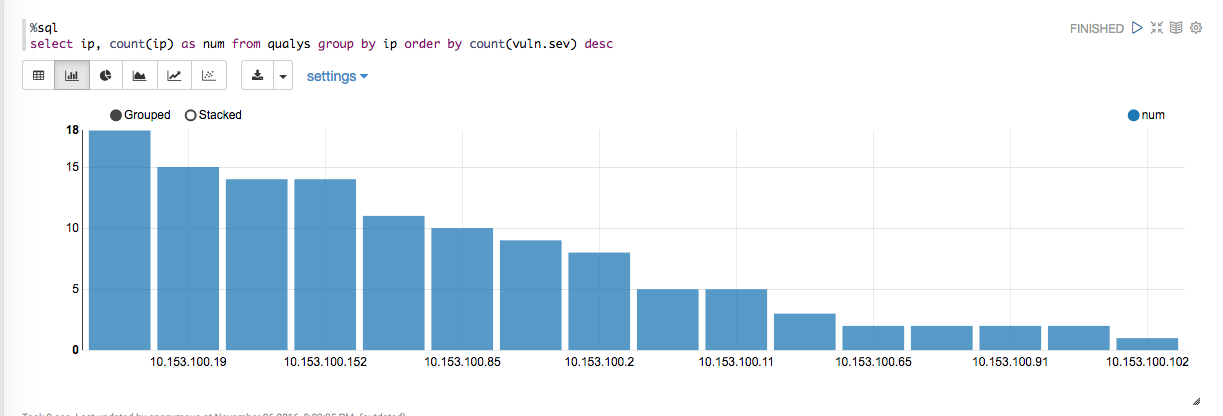 %sql
FINISHED
select ip, count(ip) as num from qualys group by ip order by count(vuln.sev) desc
settings
Grouped Stacked num
18
15
10
5
0
10.153.100.19 10.153.100.152 10.153.100.85 10.153.100.2 10.153.100.11 10.153.100.65 10.153.100.91 10.153.100.102